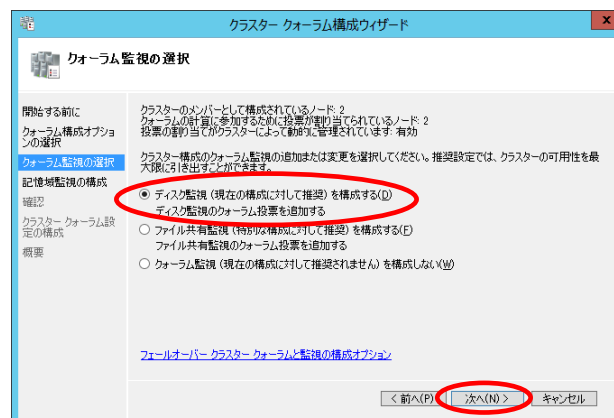 クラスター クォーラム構成ウィザード
x
クォーラム監視の選択
開始する前に
クォーラム構成オプショ
ンの選択
クォーラム監視の選択
記憶域監視の構成
確認
クラスター クォーラム設
定の構成
概要
クラスターのメンバーとして構成されているノード: 2
クォーラムの計算に参加するために投票が割り当てられているノード: 2
投票の割り当てがクラスターによって動的に管理されています: 有効
クラスター構成のクォーラム監視の追加または変更を選択してください。推奨設定では、クラスターの可用性を最
大限に引き出すことができます。
ディスク監視 (現在の構成に対して推奨) を構成する(D)
ディスク監視のクォーラム投票を追加する
ファイル共有監視 (特別な構成に対して推奨) を構成する(F)
ファイル共有監視のクォーラム投票を追加する
クォーラム監視 (現在の構成に対して推奨されません) を構成しない(W)
フェールオーバー クラスター クォーラムと監視の構成オプション
< 前へ(P)
次へ(N) >
キャンセル